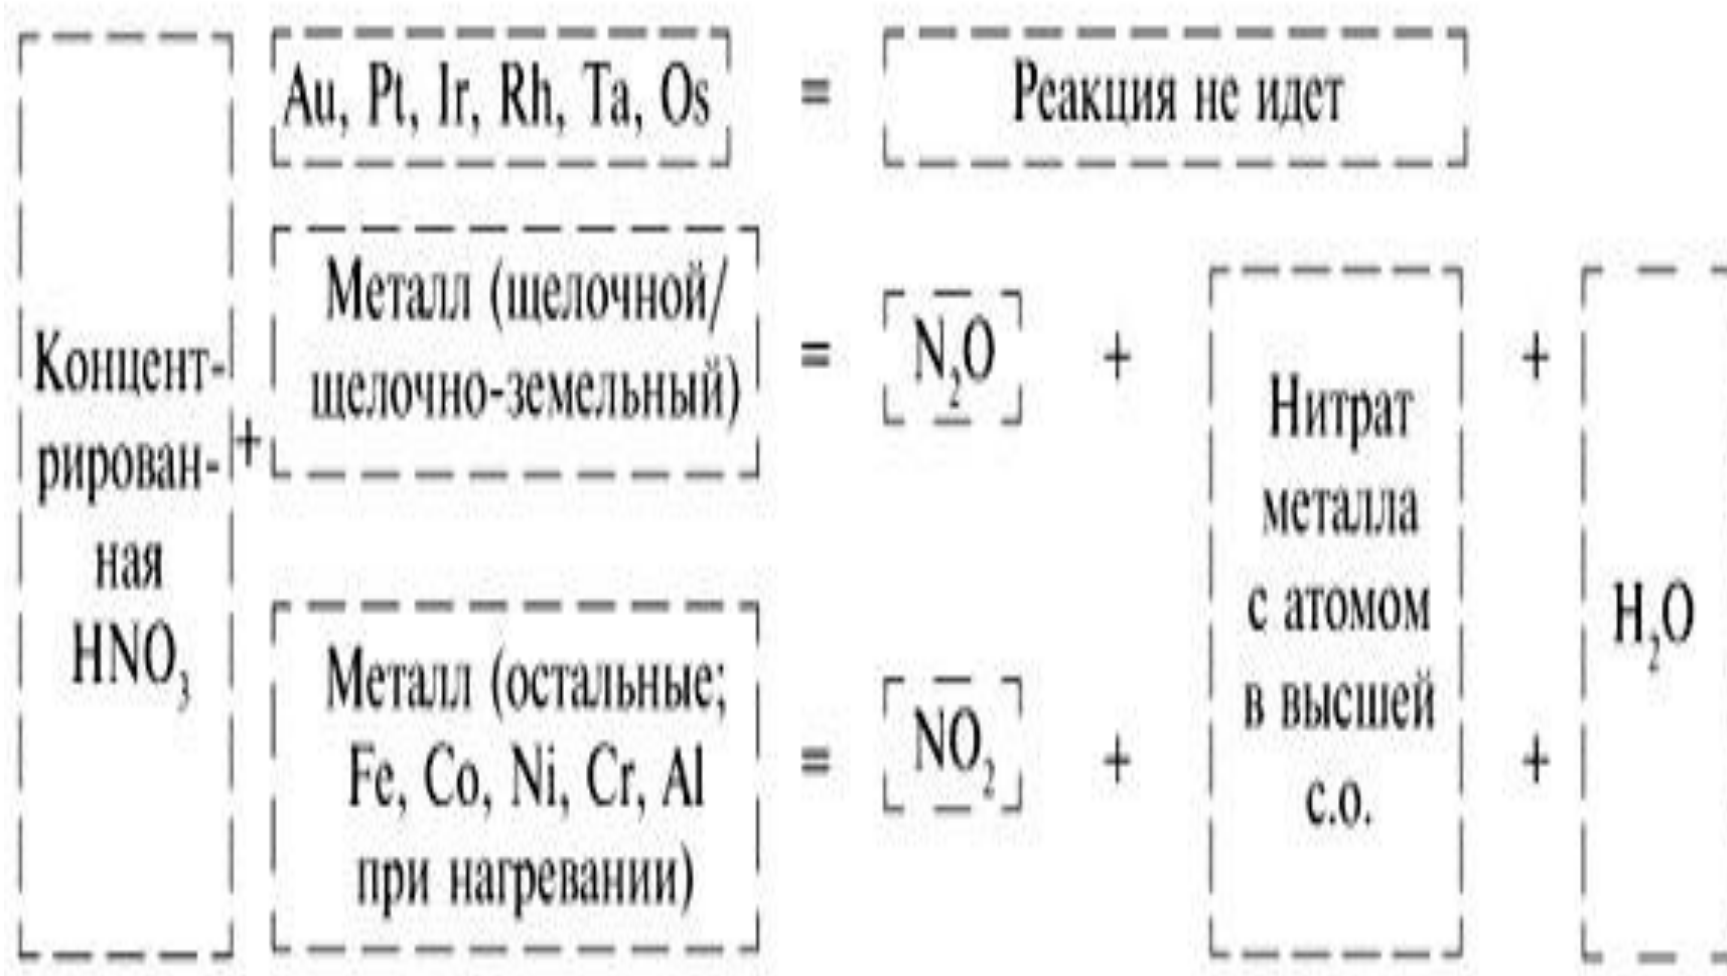 Au, Pt, Ir, Rh, Ta, Os = Реакция не идет
Концент-
рирован-
ная
HNO₃
+
Металл (щелочной/
щелочно-земельный)
= N₂O + +
Металл (остальные;
Fe, Co, Ni, Cr, Al
при нагревании)
= NO₂ + +
Нитрат
металла
с атомом
в высшей
с.о.
H₂O